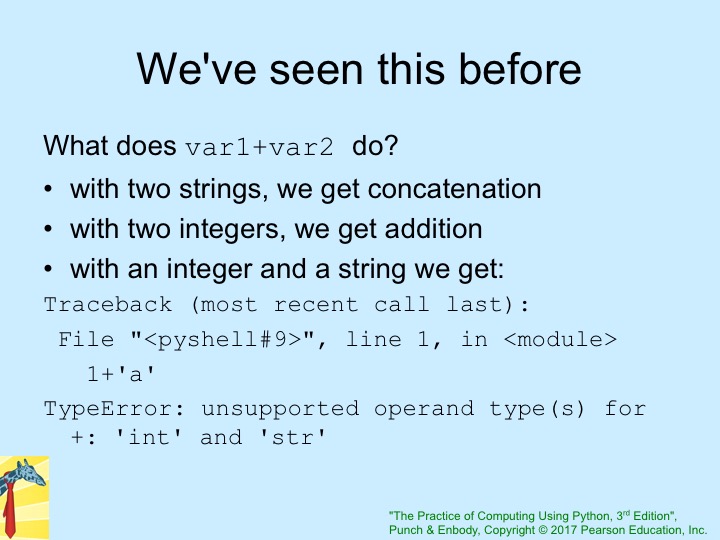 We've seen this before
What does var1+var2 do?
• with two strings, we get concatenation
• with two integers, we get addition
• with an integer and a string we get:
Traceback (most recent call last):
File "<pyshell#9>", line 1, in <module>
1+'a'
TypeError: unsupported operand type(s) for
+: 'int' and 'str'
"The Practice of Computing Using Python, 3rd Edition",
Punch & Enbody, Copyright © 2017 Pearson Education, Inc.